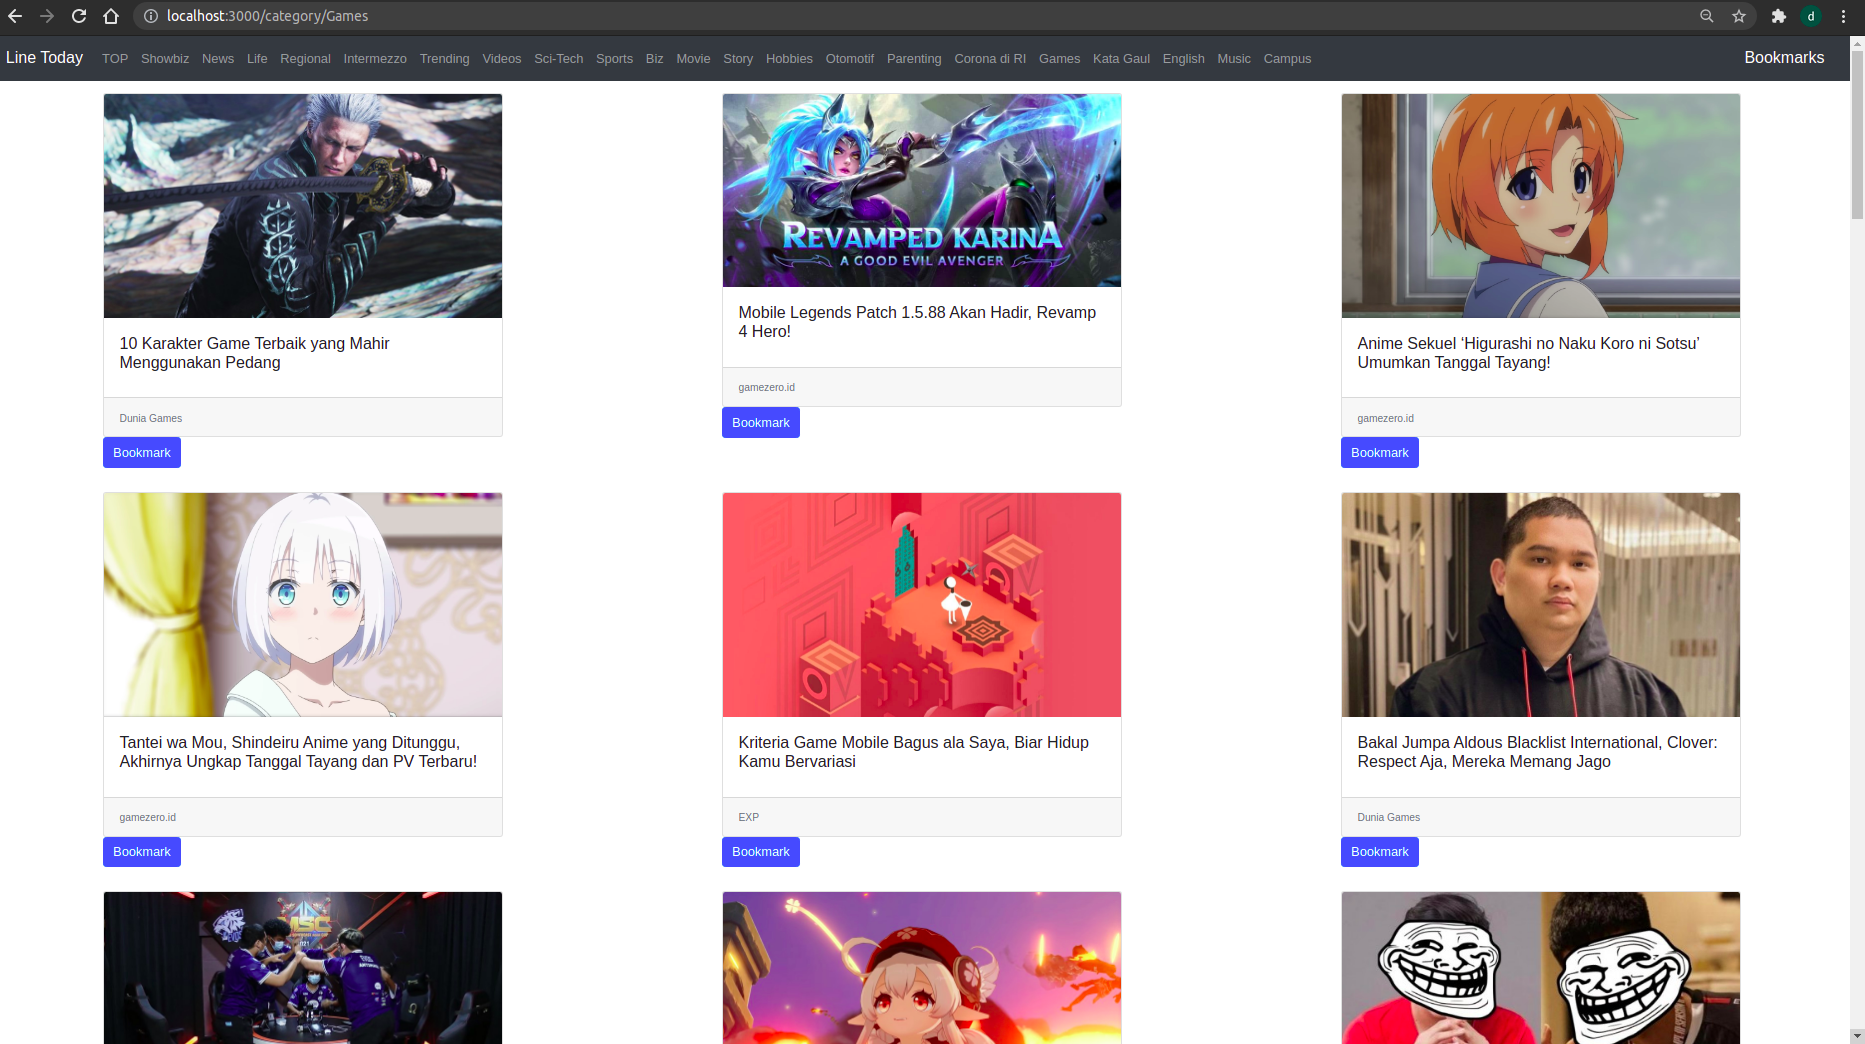 localhost:3000/category/Games
d
Line Today TOP Showbiz News Life Regional Intermezzo Trending Videos Sci-Tech Sports Biz Movie Story Hobbies Otomotif Parenting Corona di RI Games Kata Gaul English Music Campus Bookmarks
REVAMPED KARINA
A GOOD EVIL AVENGER
10 Karakter Game Terbaik yang Mahir
Menggunakan Pedang
Dunia Games
Bookmark
Mobile Legends Patch 1.5.88 Akan Hadir, Revamp
4 Hero!
gamezero.id
Bookmark
Anime Sekuel ‘Higurashi no Naku Koro ni Sotsu’
Umumkan Tanggal Tayang!
gamezero.id
Bookmark
Tantei wa Mou, Shindeiru Anime yang Ditunggu,
Akhirnya Ungkap Tanggal Tayang dan PV Terbaru!
gamezero.id
Bookmark
Kriteria Game Mobile Bagus ala Saya, Biar Hidup
Kamu Bervariasi
EXP
Bookmark
Bakal Jumpa Aldous Blacklist International, Clover:
Respect Aja, Mereka Memang Jago
Dunia Games
Bookmark
MSC